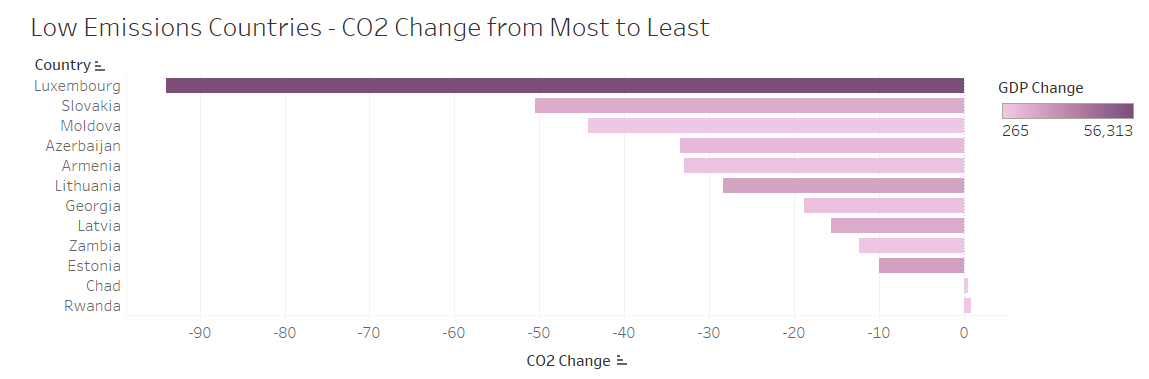 Low Emissions Countries - CO2 Change from Most to Least
Country
Luxembourg
Slovakia
Moldova
Azerbaijan
Armenia
Lithuania
Georgia
Latvia
Zambia
Estonia
Chad
Rwanda
-90 -80 -70 -60 -50 -40 -30 -20 -10 0
CO2 Change
GDP Change
265 56,313